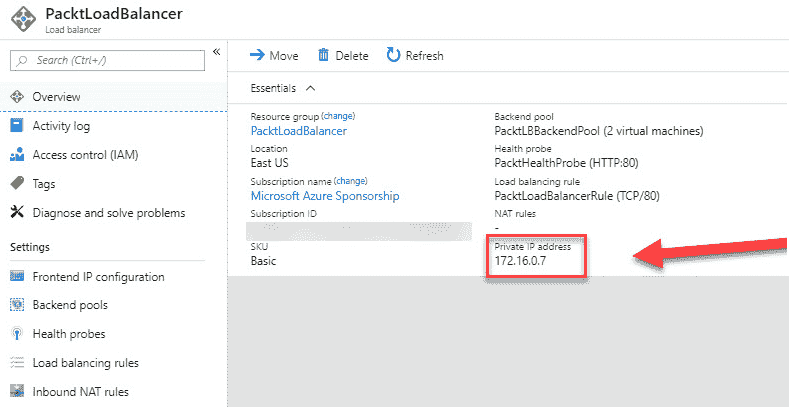 PacktLoadBalancer
Load balancer
Search (Ctrl+/)
«
Overview
Activity log
Access control (IAM)
Tags
Diagnose and solve problems
Settings
Frontend IP configuration
Backend pools
Health probes
Load balancing rules
Inbound NAT rules
Move Delete Refresh
Essentials
Resource group (change)
PacktLoadBalancer
Location
East US
Subscription name (change)
Microsoft Azure Sponsorship
Subscription ID
SKU
Basic
Backend pool
PacktLBBackendPool (2 virtual machines)
Health probe
PacktHealthProbe (HTTP:80)
Load balancing rule
PacktLoadBalancerRule (TCP/80)
NAT rules
-
Private IP address
172.16.0.7